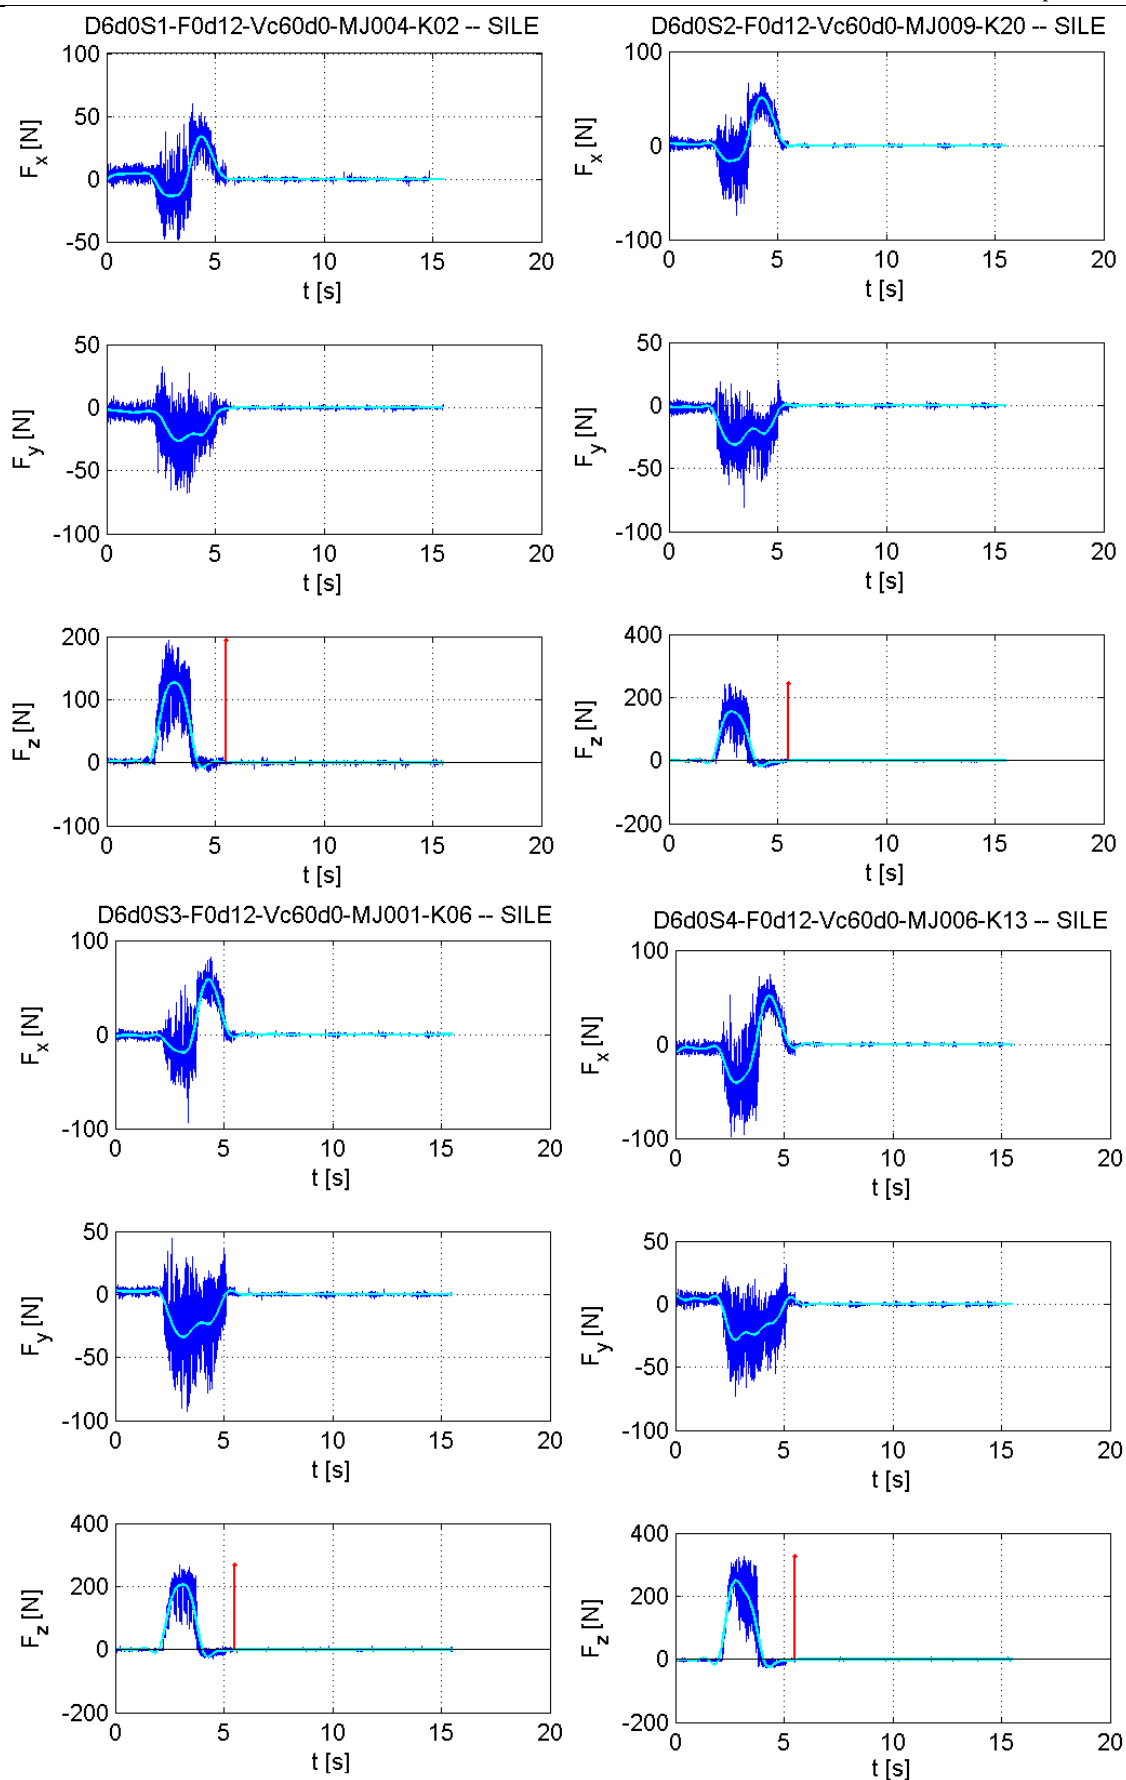 D6d0S1-F0d12-Vc60d0-MJ004-K02 -- SILE
100
50
0
-50
F_x [N]
0 5 10 15 20
t [s]
50
0
-50
-100
F_y [N]
0 5 10 15 20
t [s]
200
100
0
-100
F_z [N]
0 5 10 15 20
t [s]
D6d0S2-F0d12-Vc60d0-MJ009-K20 -- SILE
100
0
-100
F_x [N]
0 5 10 15 20
t [s]
50
0
-50
-100
F_y [N]
0 5 10 15 20
t [s]
400
200
0
-200
F_z [N]
0 5 10 15 20
t [s]
D6d0S3-F0d12-Vc60d0-MJ001-K06 -- SILE
100
0
-100
F_x [N]
0 5 10 15 20
t [s]
50
0
-50
-100
F_y [N]
0 5 10 15 20
t [s]
400
200
0
-200
F_z [N]
0 5 10 15 20
t [s]
D6d0S4-F0d12-Vc60d0-MJ006-K13 -- SILE
100
0
-100
F_x [N]
0 5 10 15 20
t [s]
50
0
-50
-100
F_y [N]
0 5 10 15 20
t [s]
400
200
0
-200
F_z [N]
0 5 10 15 20
t [s]